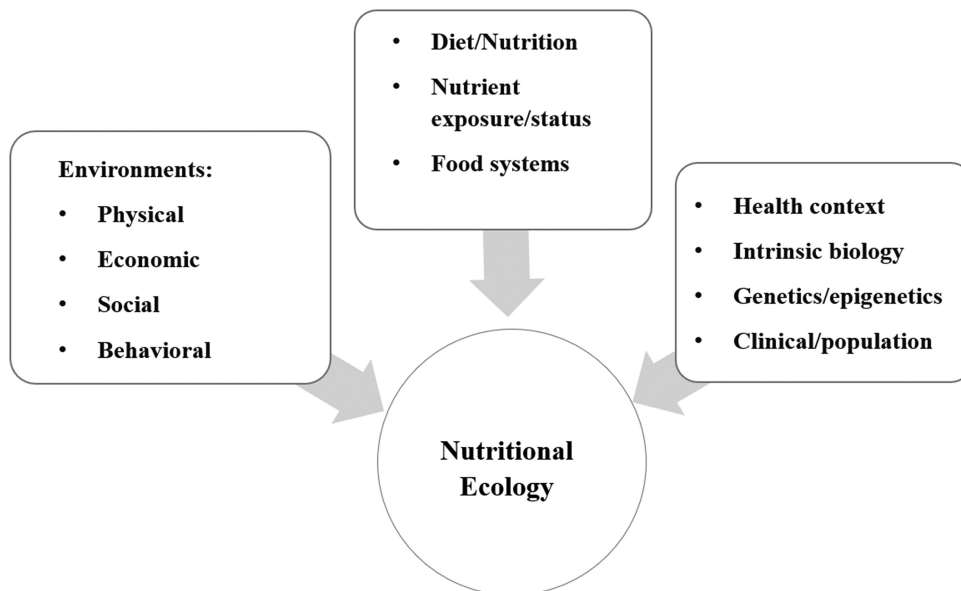 • Diet/Nutrition
• Nutrient
exposure/status
• Food systems
Environments:
• Physical
• Economic
• Social
• Behavioral
• Health context
• Intrinsic biology
• Genetics/epigenetics
• Clinical/population
Nutritional
Ecology